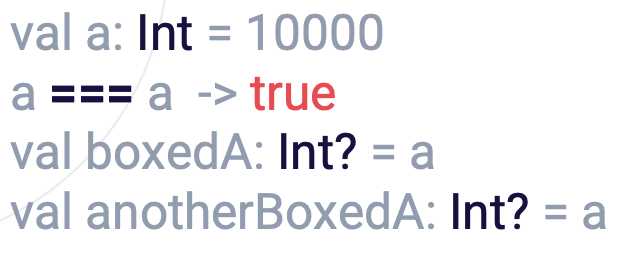 val a: Int = 10000
a === a -> true
val boxedA: Int? = a
val anotherBoxedA: Int? = a